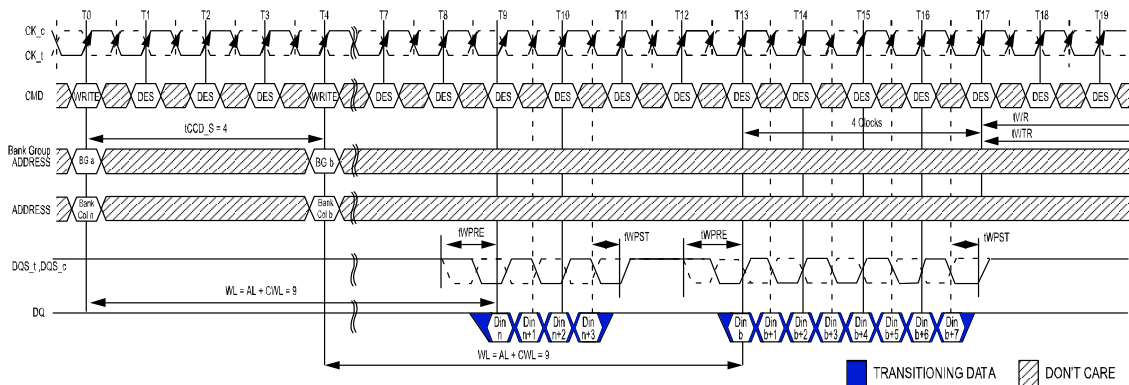 T0 T1 T2 T3 T4 T7 T8 T9 T10 T11 T12 T13 T14 T15 T16 T17 T18 T19
CK_c
CK_t
CMD WRITE DES DES DES WRITE DES DES DES DES DES DES DES DES DES DES DES DES DES
tCCD_S = 4
4 Clocks
tWR
tWTR
Bank Group
ADDRESS
BG a
BG b
ADDRESS
Bank
Col n
Bank
Col b
tWPRE
tWPST
tWPRE
tWPST
DQS_t ,DQS_c
WL = AL + CWL = 9
DQ
Din n
Din n+1
Din n+2
Din n+3
Din b
Din b+1
Din b+2
Din b+3
Din b+4
Din b+5
Din b+6
Din b+7
WL = AL + CWL = 9
TRANSITIONING DATA
DON'T CARE